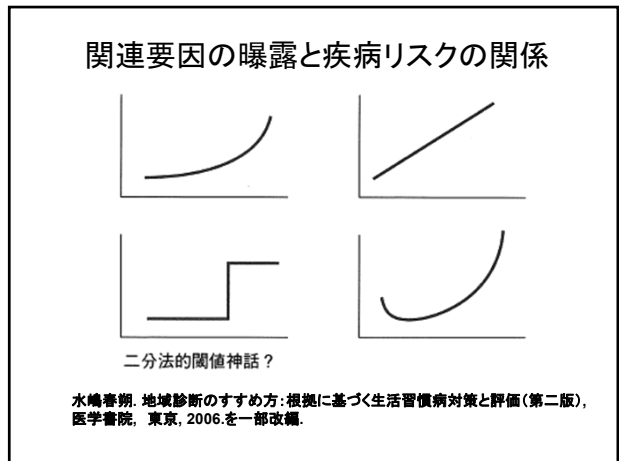 関連要因の曝露と疾病リスクの関係
二分法的閾値神話？
水嶋春朔. 地域診断のすすめ方：根拠に基づく生活習慣病対策と評価（第二版），
医学書院, 東京, 2006.を一部改編.